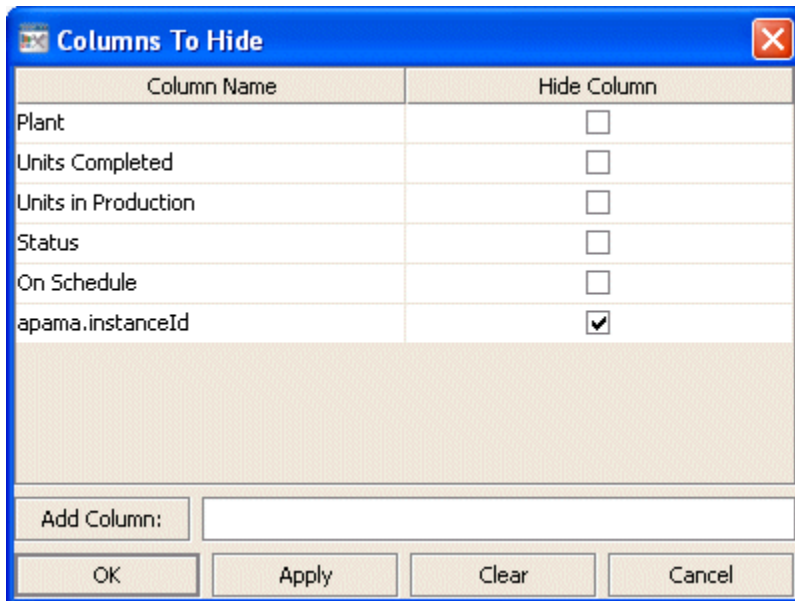 Columns To Hide
Column Name Hide Column
Plant
Units Completed
Units in Production
Status
On Schedule
apama.instanceId
Add Column:
OK Apply Clear Cancel